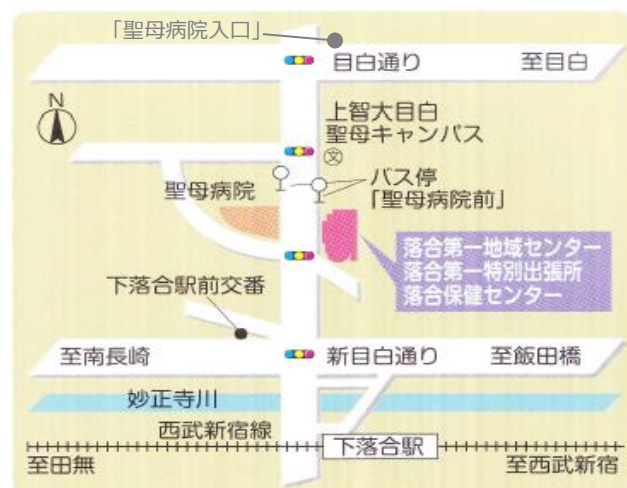 「聖母病院入口」
目白通り
至目白
N
上智大目白
聖母キャンパス
文
バス停
「聖母病院前」
聖母病院
落合第一地域センター
落合第一特別出張所
落合保健センター
下落合駅前交番
至南長崎
新目白通り
至飯田橋
妙正寺川
西武新宿線
下落合駅
至田無
至西武新宿